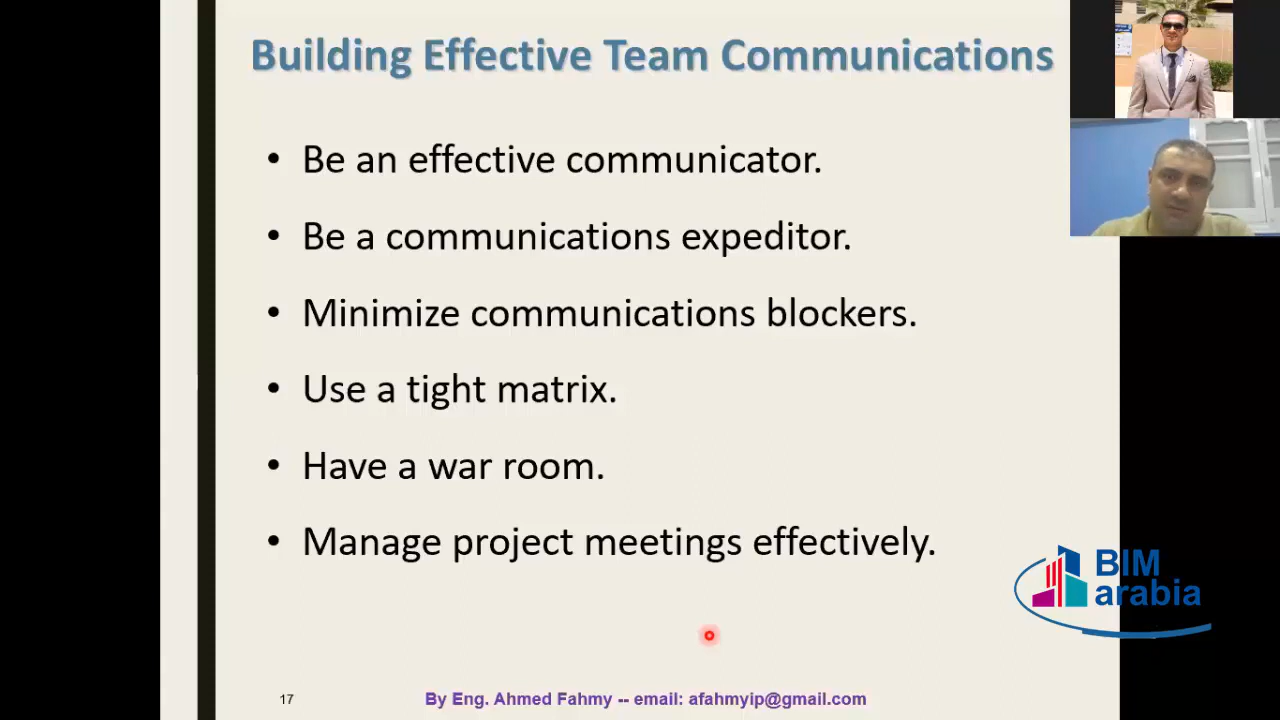 Building Effective Team Communications
• Be an effective communicator.
• Be a communications expeditor.
• Minimize communications blockers.
• Use a tight matrix.
• Have a war room.
• Manage project meetings effectively.
BIM
arabia
17
By Eng. Ahmed Fahmy -- email: afahmyip@gmail.com